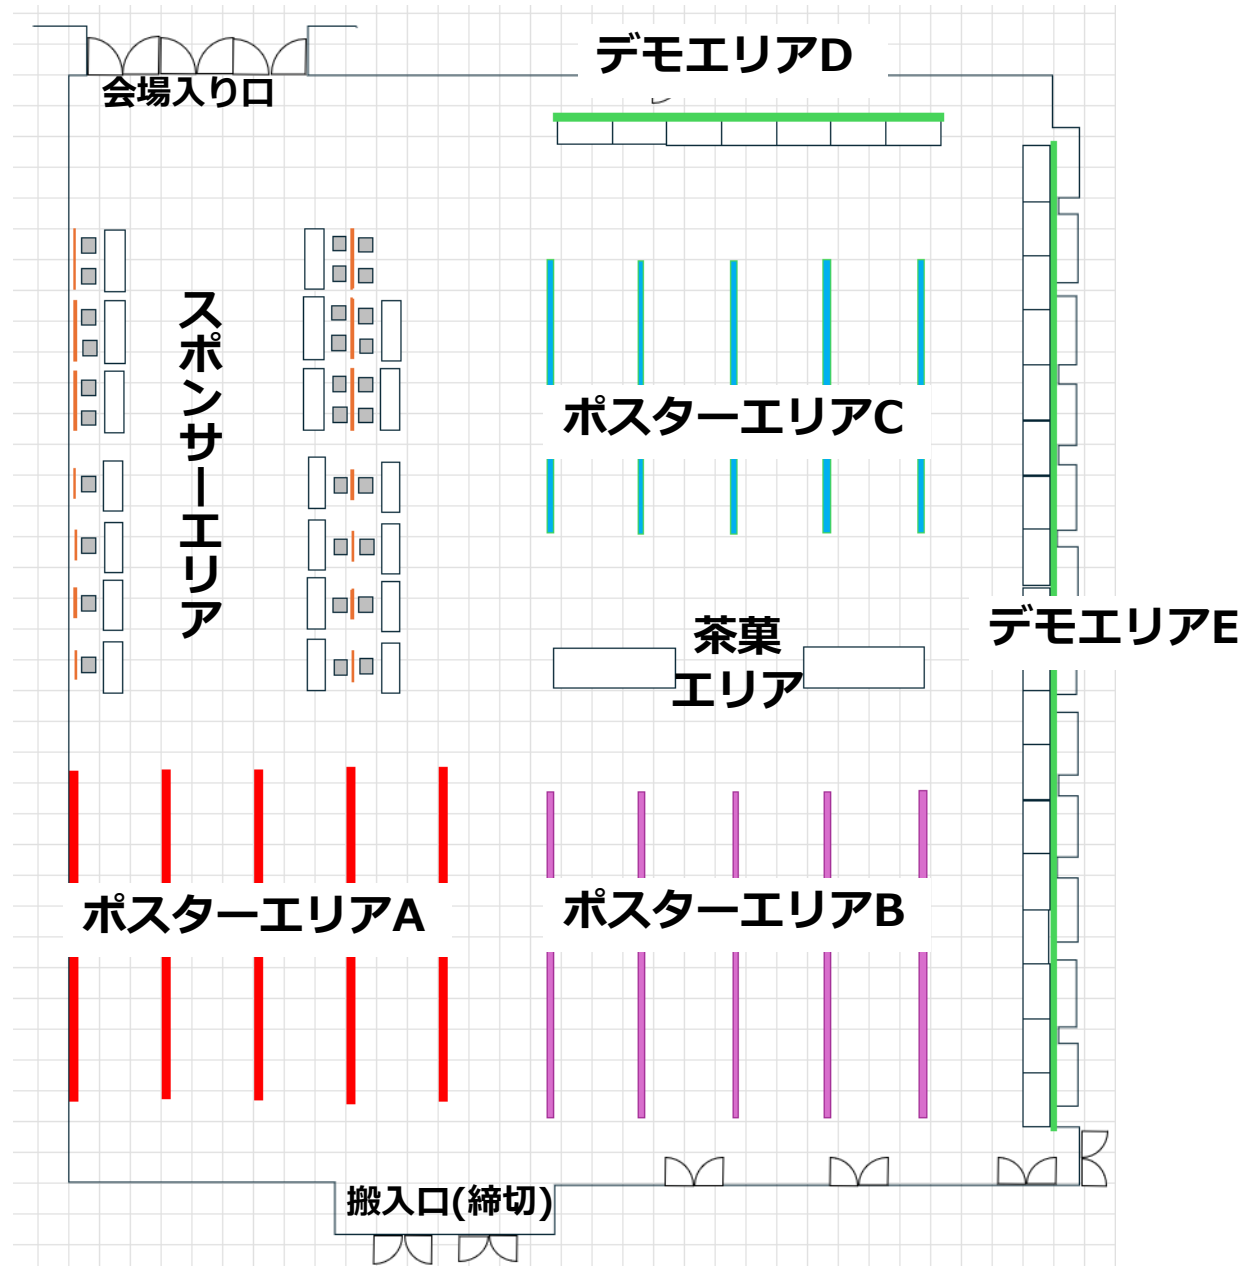 デモエリアD
会場入り口
スポンサーエリア
ポスターエリアC
茶菓
エリア
デモエリアE
ポスターエリアA
ポスターエリアB
搬入口(締切)